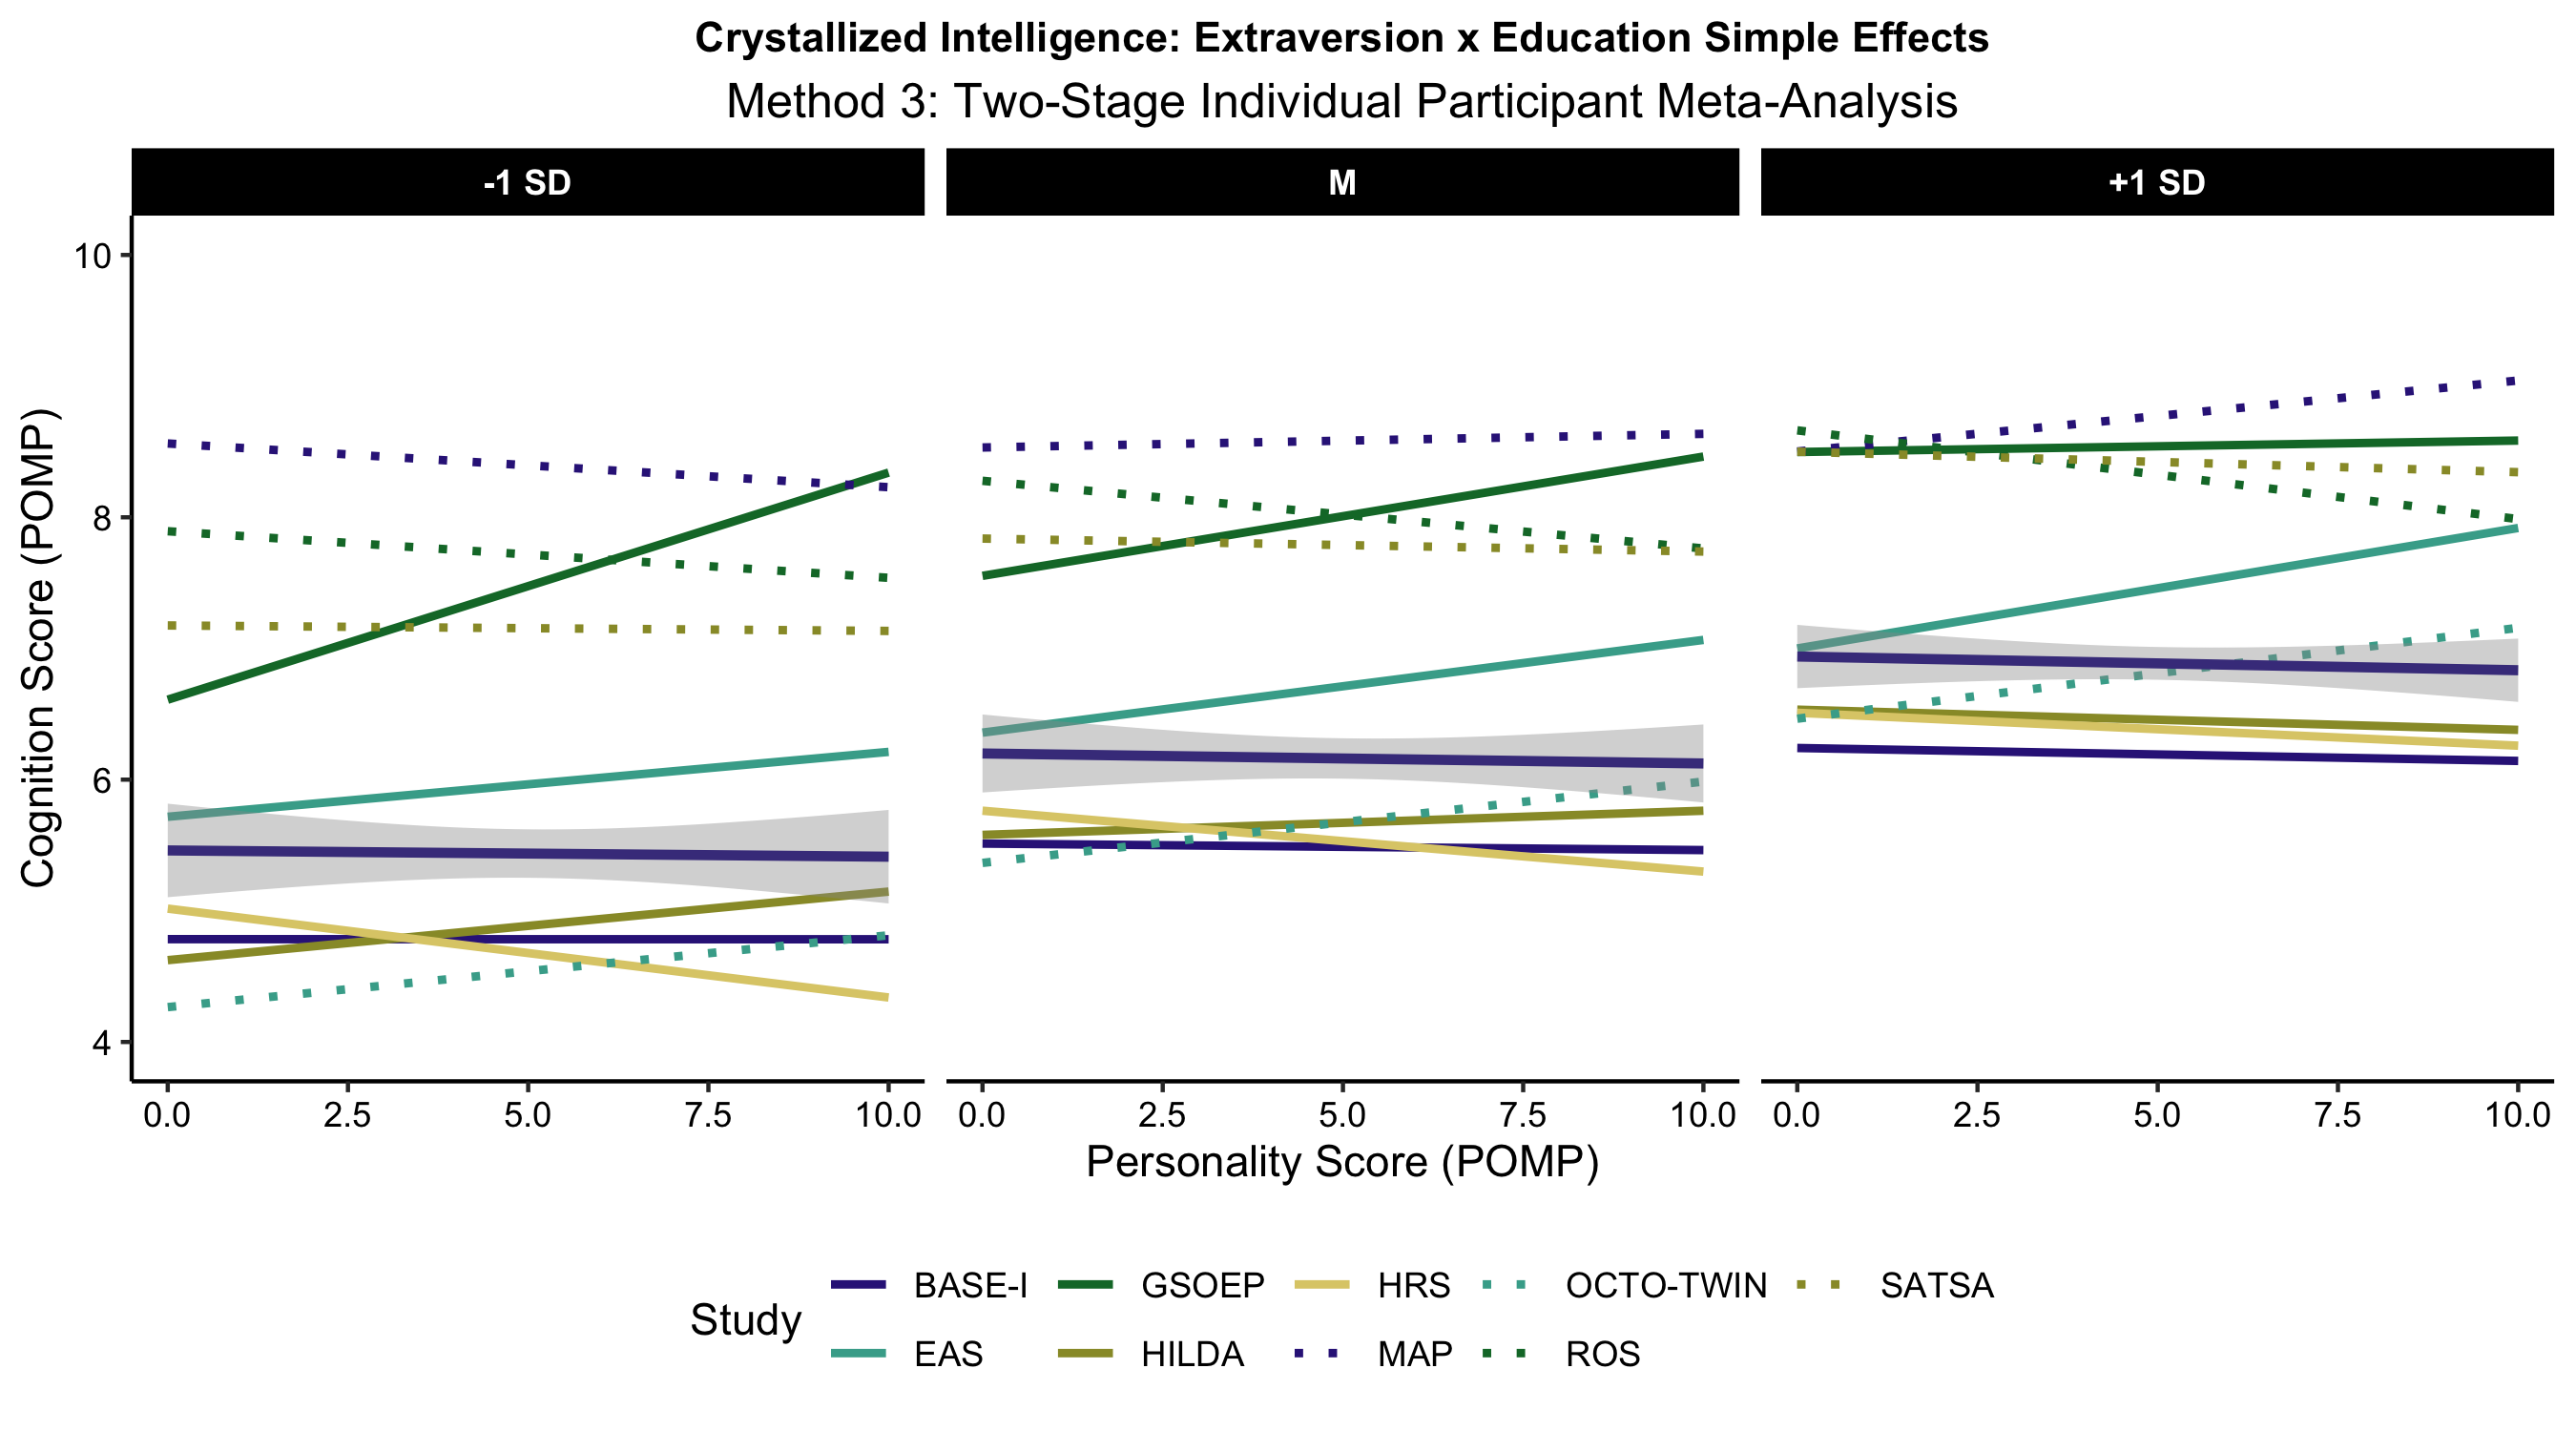 Crystallized Intelligence: Extraversion x Education Simple Effects
Method 3: Two-Stage Individual Participant Meta-Analysis
-1 SD M +1 SD
Cognition Score (POMP)
10
8
6
4
0.0 2.5 5.0 7.5 10.0 0.0 2.5 5.0 7.5 10.0 0.0 2.5 5.0 7.5 10.0
Personality Score (POMP)
Study
BASE-I GSOEP HRS OCTO-TWIN SATSA
EAS HILDA MAP ROS